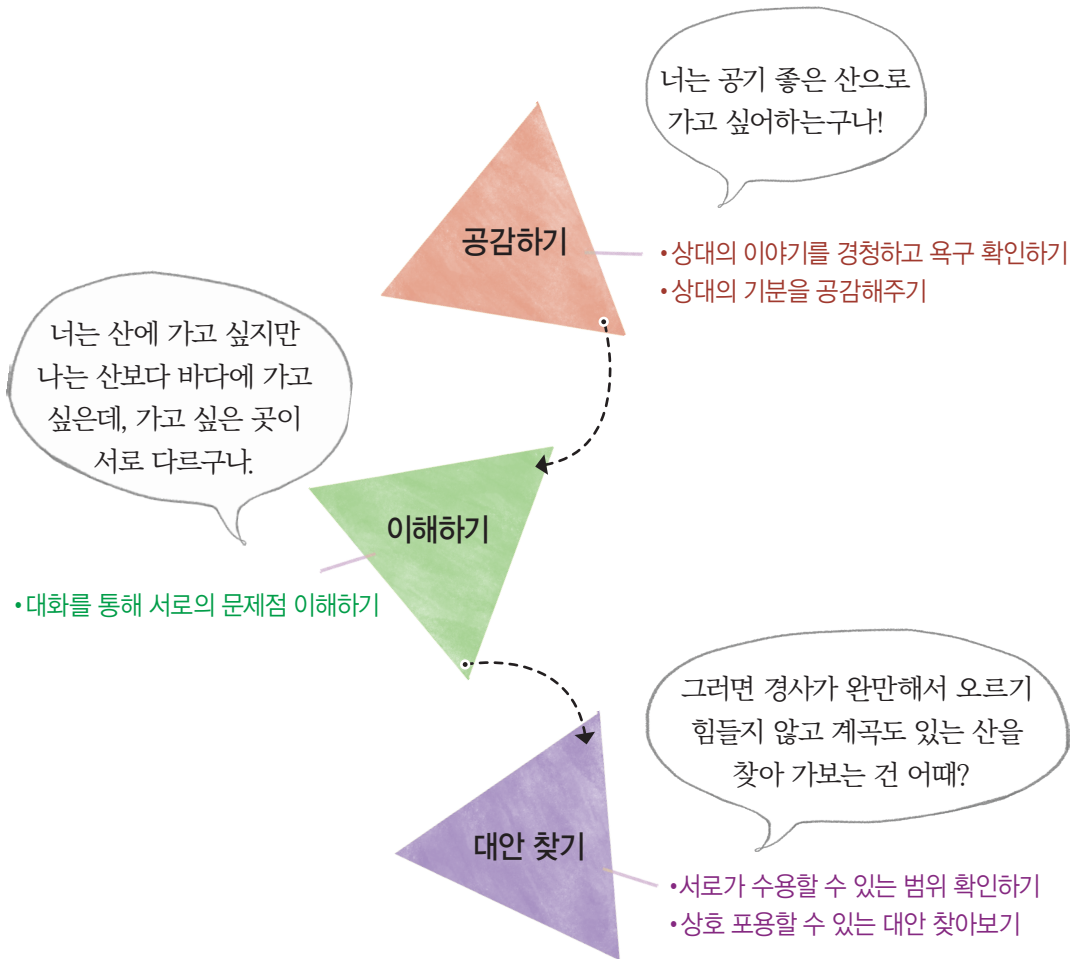 너는 공기 좋은 산으로
가고 싶어하는구나!
공감하기
• 상대의 이야기를 경청하고 욕구 확인하기
• 상대의 기분을 공감해주기
너는 산에 가고 싶지만
나는 산보다 바다에 가고
싶은데, 가고 싶은 곳이
서로 다르구나.
이해하기
• 대화를 통해 서로의 문제점 이해하기
그러면 경사가 완만해서 오르기
힘들지 않고 계곡도 있는 산을
찾아 가보는 건 어때?
대안 찾기
• 서로가 수용할 수 있는 범위 확인하기
• 상호 포용할 수 있는 대안 찾아보기